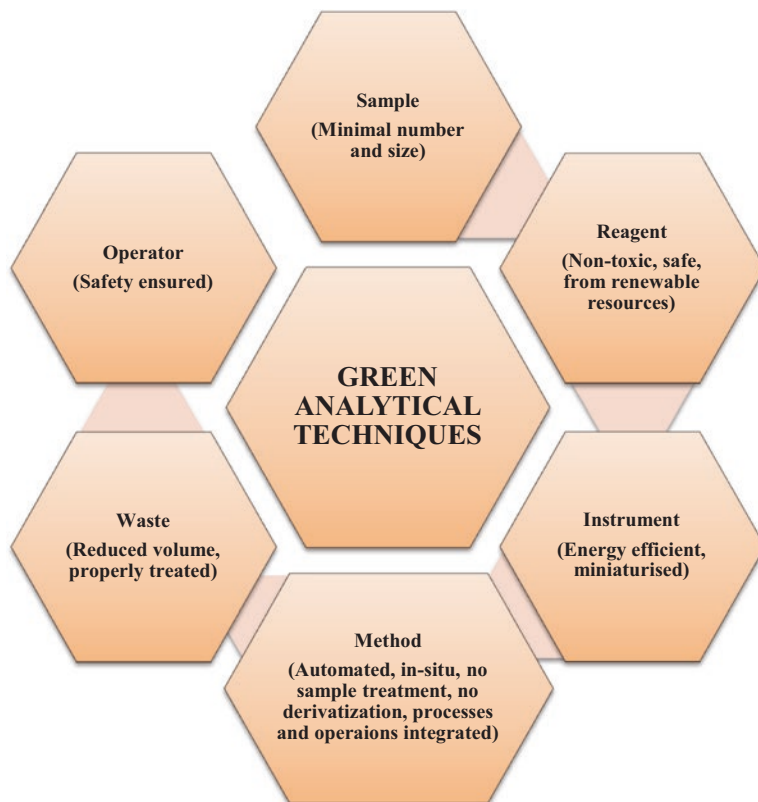 Sample
(Minimal number
and size)
Reagent
(Non-toxic, safe,
from renewable
resources)
Instrument
(Energy efficient,
miniaturised)
Method
(Automated, in-situ, no
sample treatment, no
derivatization, processes
and operaions integrated)
Waste
(Reduced volume,
properly treated)
Operator
(Safety ensured)
GREEN
ANALYTICAL
TECHNIQUES